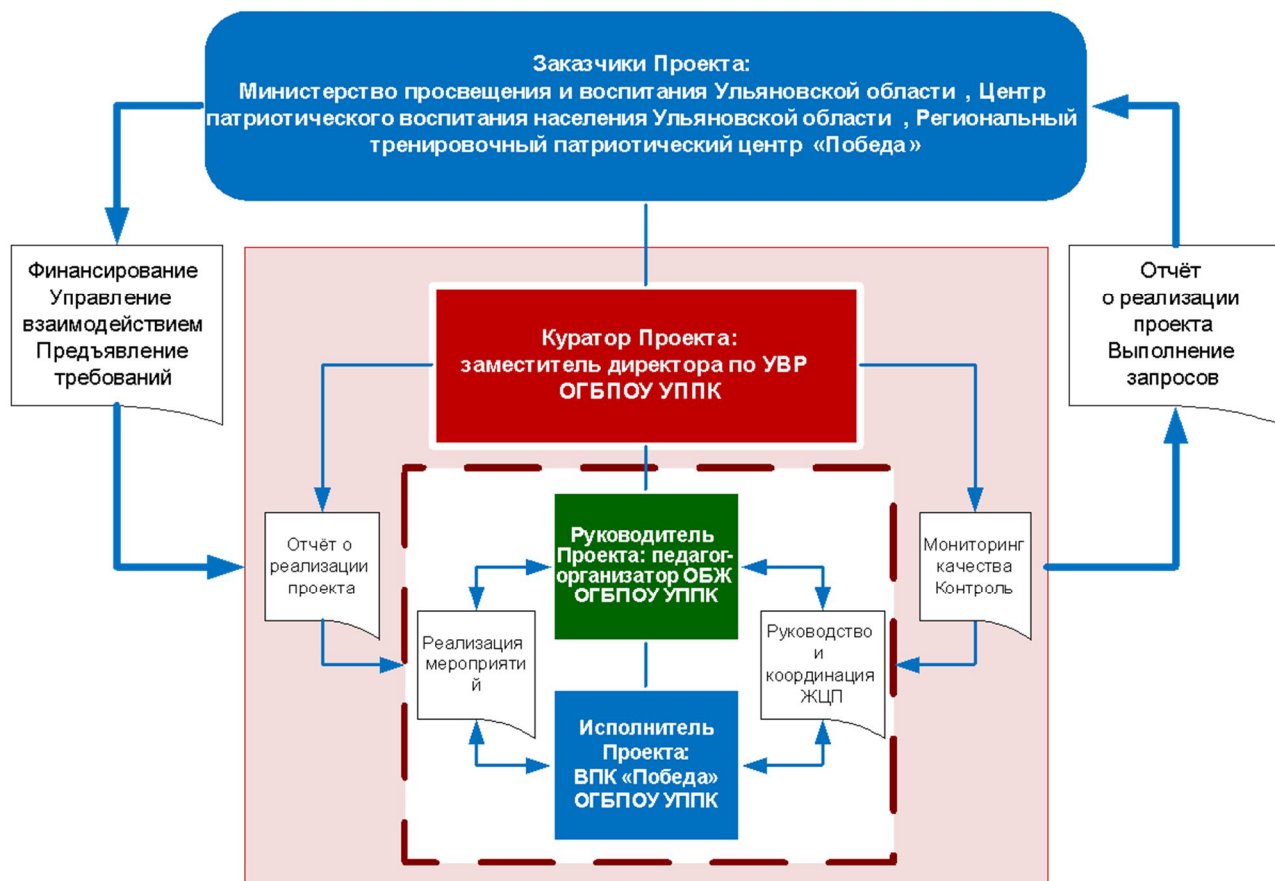 Заказчики Проекта:
Министерство просвещения и воспитания Ульяновской области , Центр
патриотического воспитания населения Ульяновской области , Региональный
тренировочный патриотический центр «Победа»
Финансирование
Управление
взаимодействием
Предъявление
требований
Отчёт
о реализации
проекта
Выполнение
запросов
Куратор Проекта:
заместитель директора по УВР
ОГБПОУ УППК
Отчёт о
реализации
проекта
Мониторинг
качества
Контроль
Руководитель
Проекта: педагог-
организатор ОБЖ
ОГБПОУ УППК
Реализация
мероприяти
й
Руководство
и
координация
ЖЦП
Исполнитель
Проекта:
ВПК «Победа»
ОГБПОУ УППК